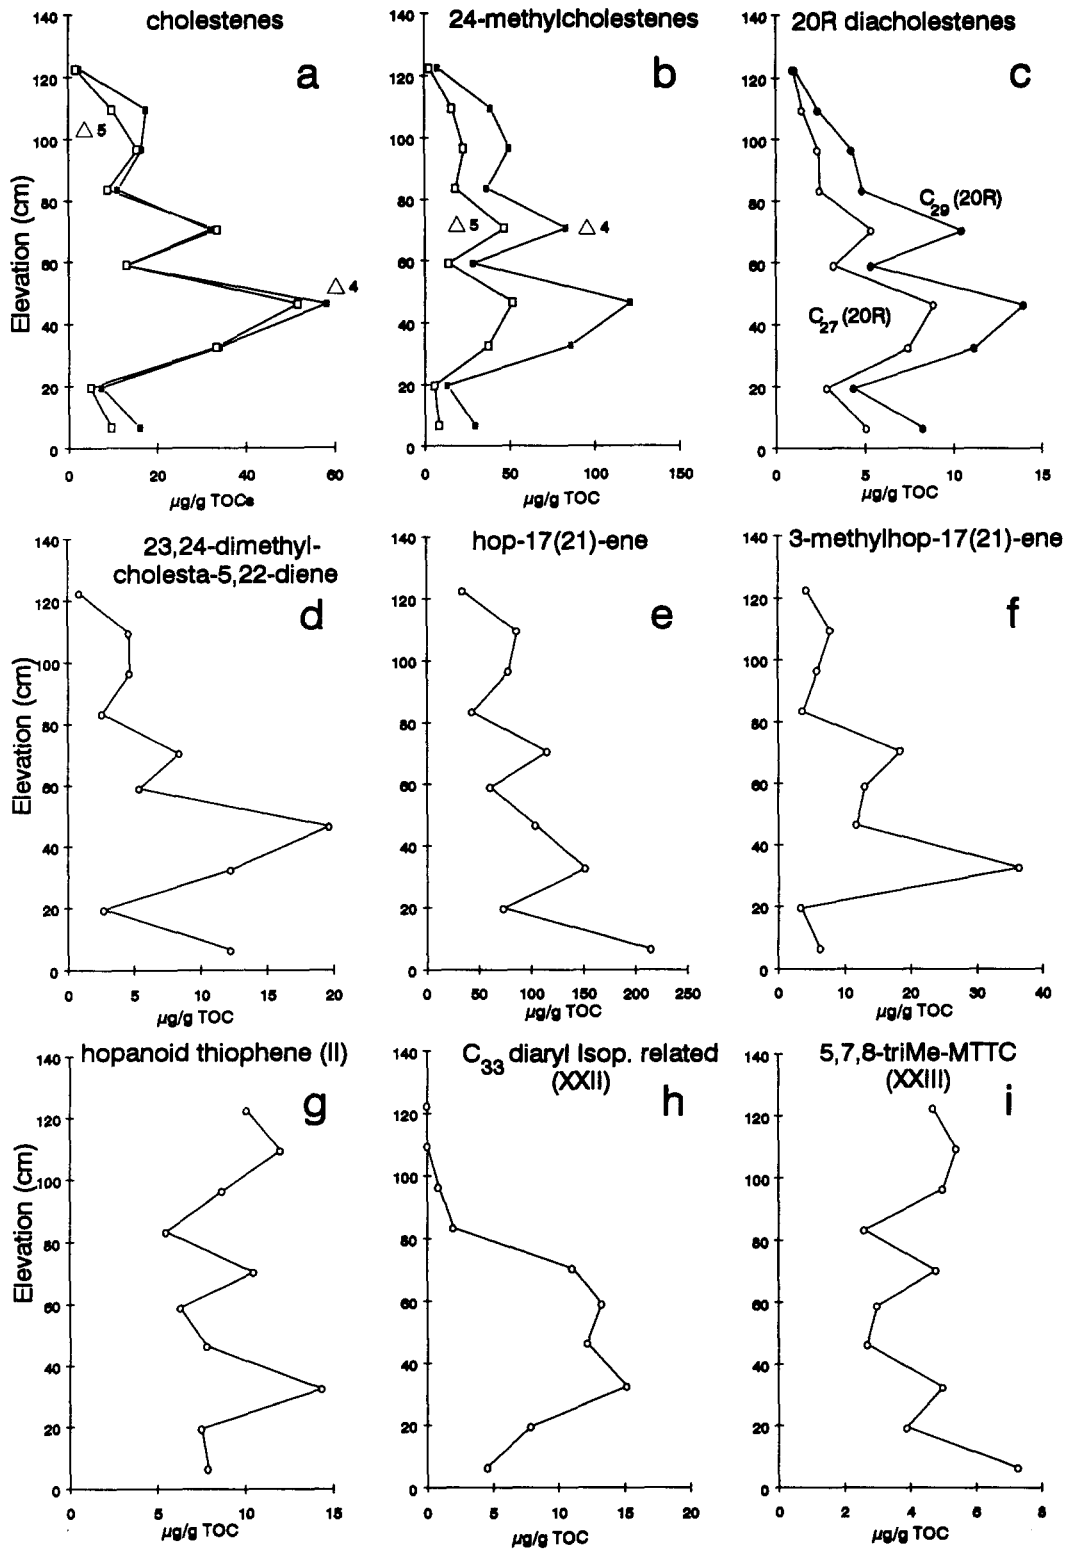 cholestenes
a
△ 5
△ 4
Elevation (cm)
140
120
100
80
60
40
20
0
0 20 40 60
µg/g TOCs
24-methylcholestenes
b
△ 5 △ 4
140
120
100
80
60
40
20
0
0 50 100 150
µg/g TOC
20R diacholestenes
c
C29 (20R)
C27 (20R)
140
120
100
80
60
40
20
0
0 5 10 15
µg/g TOC
23,24-dimethyl-
cholesta-5,22-diene
d
Elevation (cm)
140
120
100
80
60
40
20
0
0 5 10 15 20
µg/g TOC
hop-17(21)-ene
e
140
120
100
80
60
40
20
0
0 50 100 150 200 250
µg/g TOC
3-methylhop-17(21)-ene
f
140
120
100
80
60
40
20
0
0 10 20 30 40
µg/g TOC
hopanoid thiophene (II)
g
Elevation (cm)
140
120
100
80
60
40
20
0
0 5 10 15
µg/g TOC
C33 diaryl Isop. related
(XXII)
h
140
120
100
80
60
40
20
0
0 5 10 15 20
µg/g TOC
5,7,8-triMe-MTTC
(XXIII)
i
140
120
100
80
60
40
20
0
0 2 4 6 8
µg/g TOC